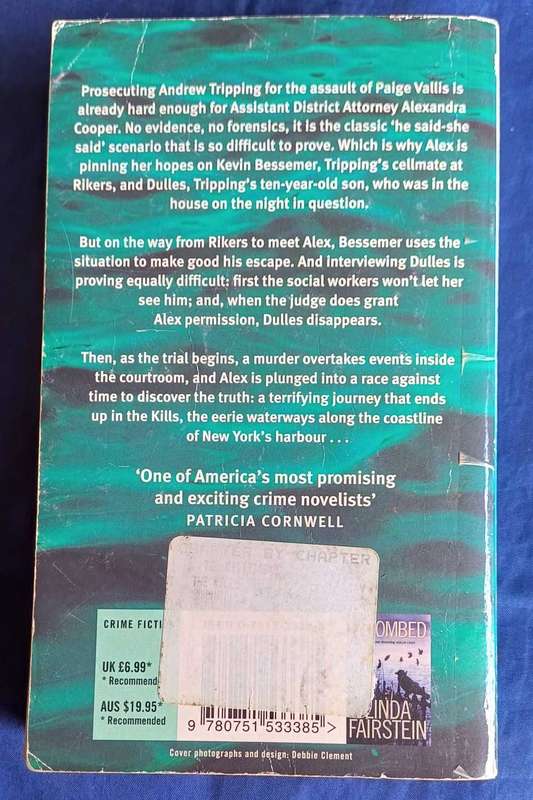 Prosecuting Andrew Tripping for the assault of Paige Vallis is
already hard enough for Assistant District Attorney Alexandra
Cooper. No evidence, no forensics, it is the classic 'he said-she
said' scenario that is so difficult to prove. Which is why Alex is
pinning her hopes on Kevin Bessemer, Tripping's cellmate at
Rikers, and Dulles, Tripping's ten-year-old son, who was in the
house on the night in question.
But on the way from Rikers to meet Alex, Bessemer uses the
situation to make good his escape. And interviewing Dulles is
proving equally difficult: first the social workers won't let her
see him; and, when the judge does grant
Alex permission, Dulles disappears.
Then, as the trial begins, a murder overtakes events inside
the courtroom, and Alex is plunged into a race against
time to discover the truth: a terrifying journey that ends
up in the Kills, the eerie waterways along the coastline
of New York's harbour . . .
'One of America's most promising
and exciting crime novelists'
PATRICIA CORNWELL
BY CHAPTER
CRIME FICTI
UK £6.99*
* Recommend
AUS $19.95*
* Recommended
9 780751 533385 >
OMBED
INDA
FAIRSTEIN
Cover photographs and design: Debbie Clement